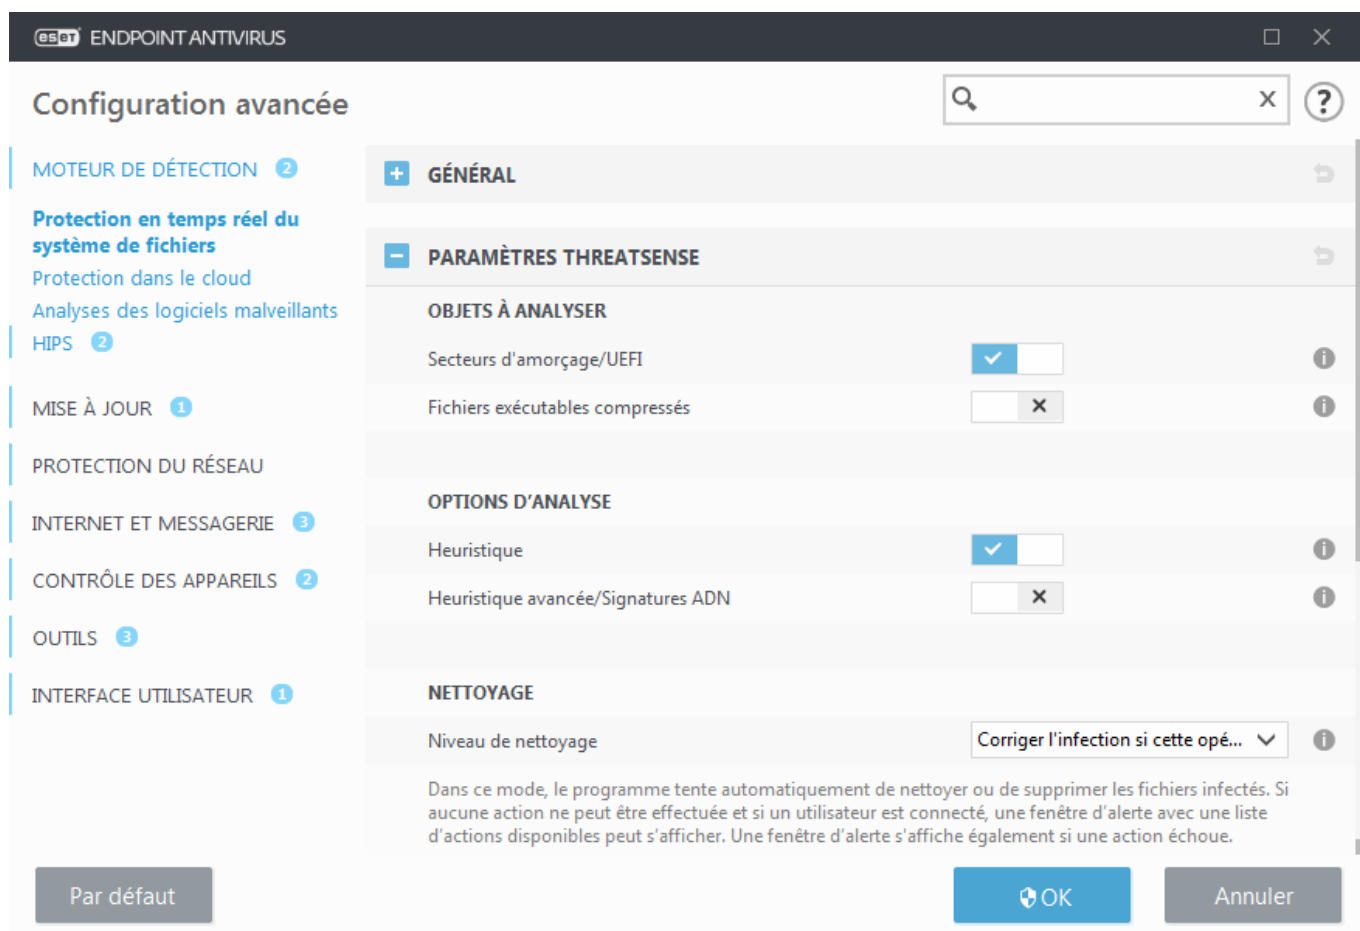 eset ENDPOINT ANTIVIRUS
Configuration avancée
MOTEUR DE DÉTECTION 2
Protection en temps réel du
système de fichiers
Protection dans le cloud
Analyses des logiciels malveillants
HIPS 2
MISE À JOUR 1
PROTECTION DU RÉSEAU
INTERNET ET MESSAGERIE 3
CONTRÔLE DES APPAREILS 2
OUTILS 3
INTERFACE UTILISATEUR 1
GÉNÉRAL
PARAMÈTRES THREATSENSE
OBJETS À ANALYSER
Secteurs d'amorçage/UEFI
Fichiers exécutables compressés
OPTIONS D'ANALYSE
Heuristique
Heuristique avancée/Signatures ADN
NETTOYAGE
Niveau de nettoyage
Corriger l'infection si cette opé...
Dans ce mode, le programme tente automatiquement de nettoyer ou de supprimer les fichiers infectés. Si
aucune action ne peut être effectuée et si un utilisateur est connecté, une fenêtre d'alerte avec une liste
d'actions disponibles peut s'afficher. Une fenêtre d'alerte s'affiche également si une action échoue.
Par défaut
OK
Annuler